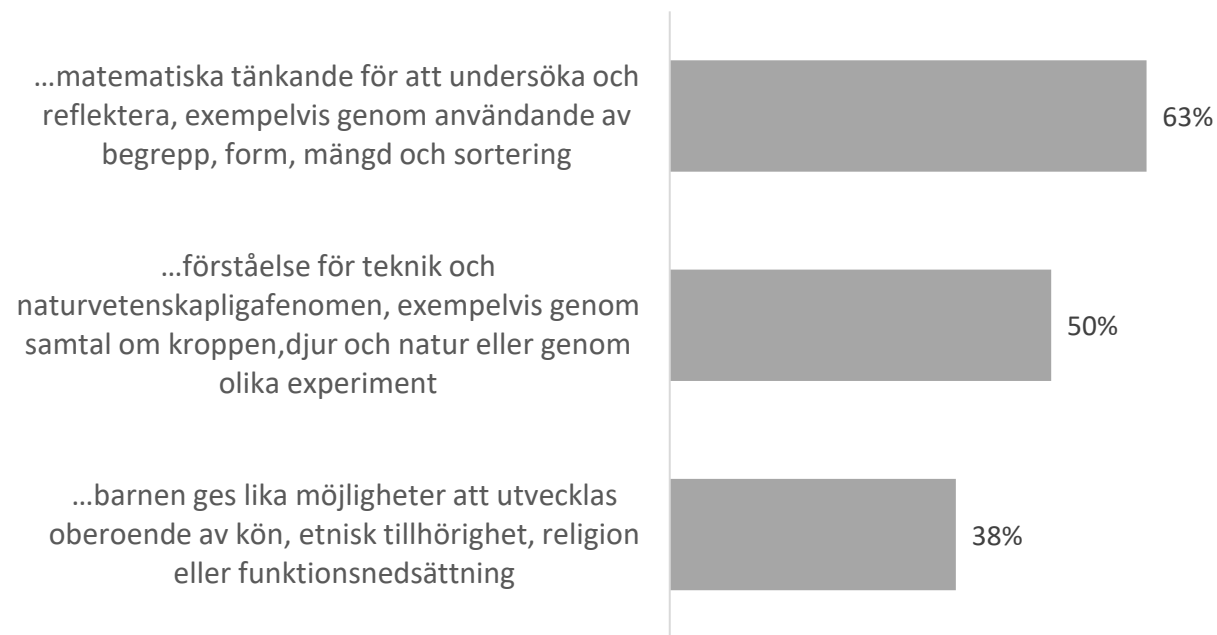 …matematiska tänkande för att undersöka och
reflektera, exempelvis genom användande av
begrepp, form, mängd och sortering
63%
…förståelse för teknik och
naturvetenskapligafenomen, exempelvis genom
samtal om kroppen,djur och natur eller genom
olika experiment
50%
…barnen ges lika möjligheter att utvecklas
oberoende av kön, etnisk tillhörighet, religion
eller funktionsnedsättning
38%